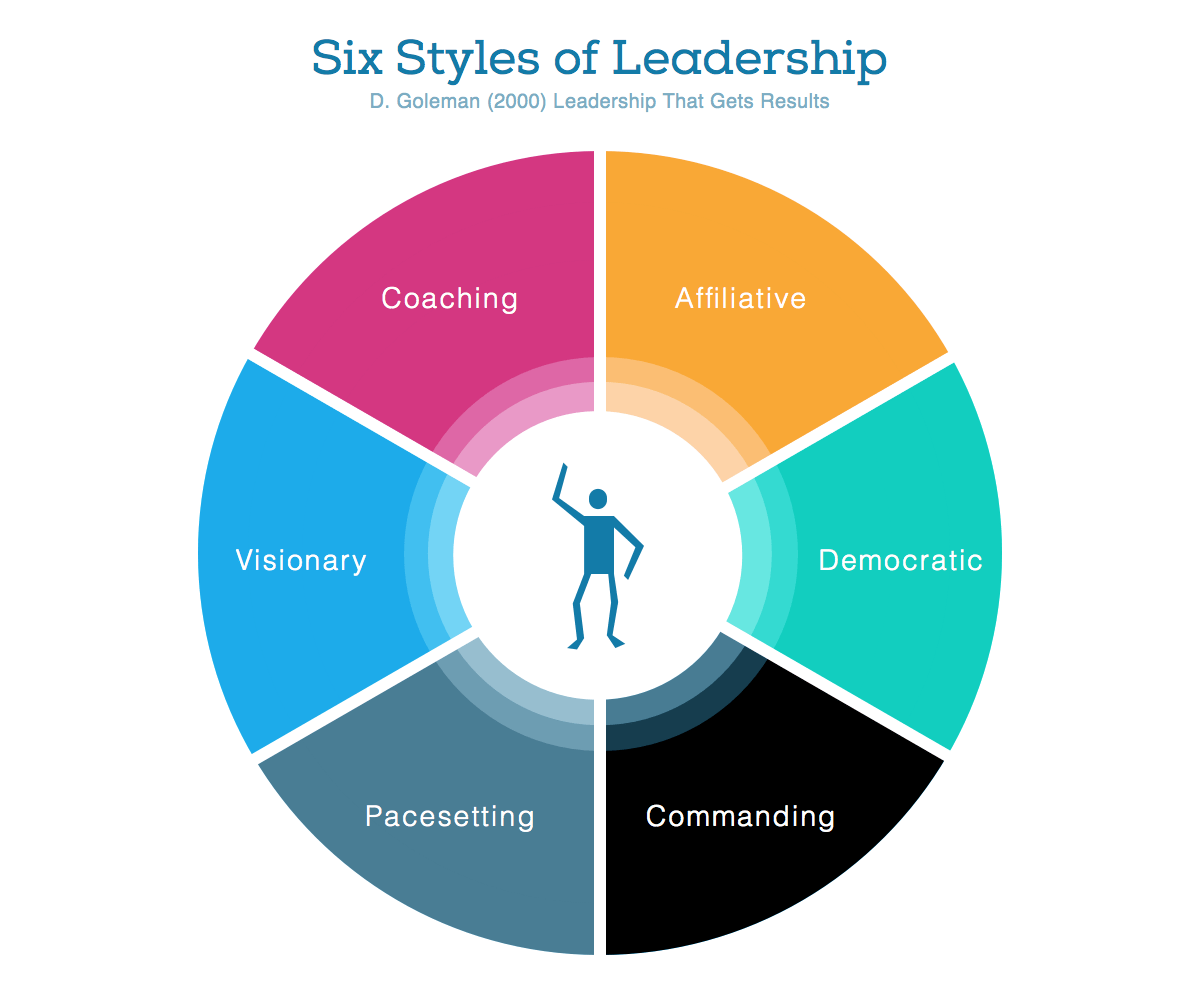 Six Styles of Leadership
D. Goleman (2000) Leadership That Gets Results
Coaching
Affiliative
Visionary
Democratic
Pacesetting
Commanding